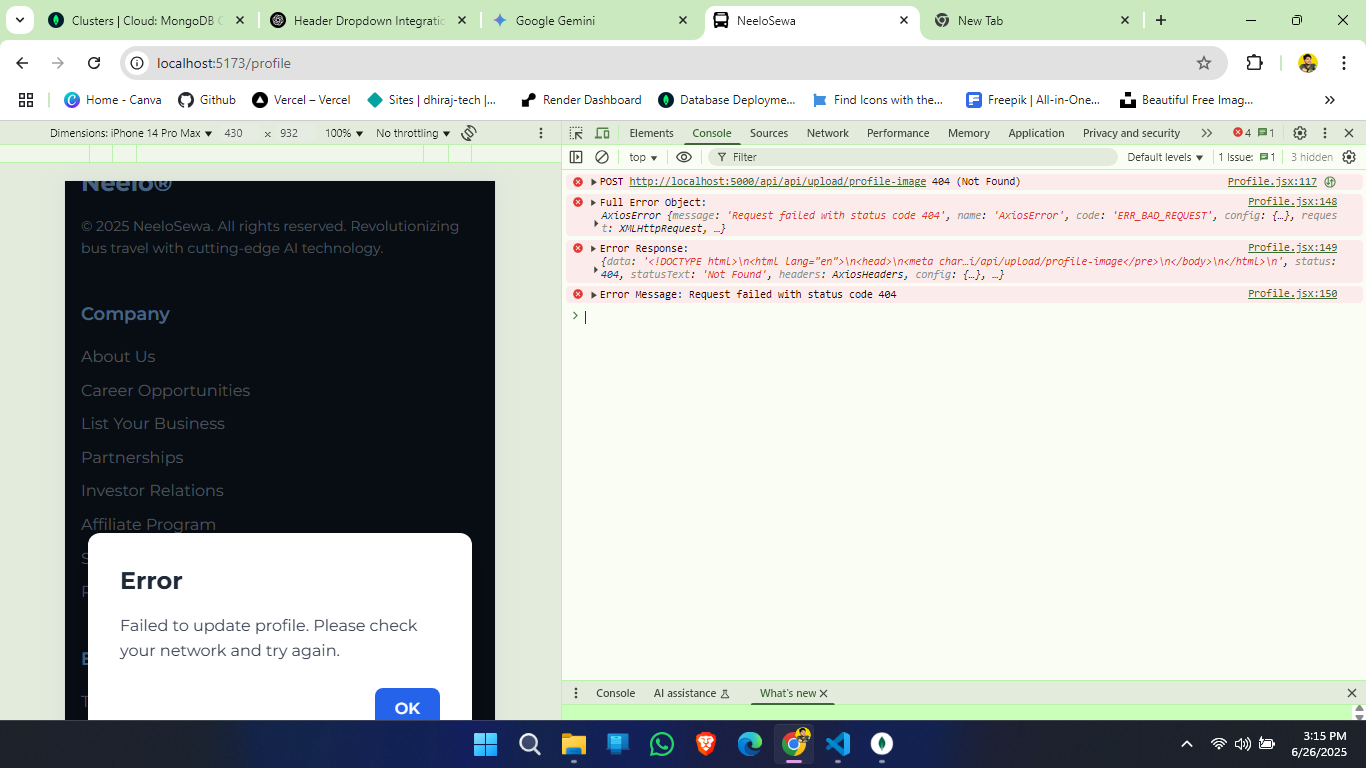 Clusters | Cloud: MongoDB C
Header Dropdown Integratio
Google Gemini
NeeloSewa
New Tab
localhost:5173/profile
Home - Canva
Github
Vercel – Vercel
Sites | dhiraj-tech |...
Render Dashboard
Database Deployme...
Find Icons with the...
Freepik | All-in-One...
Beautiful Free Imag...
Dimensions: iPhone 14 Pro Max ▼ 430 × 932 100% ▼ No throttling ▼
Elements Console Sources Network Performance Memory Application Privacy and security 4 1
top ▼ Filter Default levels ▼ 1 Issue: 1 3 hidden
Neelo®
© 2025 NeeloSewa. All rights reserved. Revolutionizing
bus travel with cutting-edge AI technology.
Company
About Us
Career Opportunities
List Your Business
Partnerships
Investor Relations
Affiliate Program
Error
Failed to update profile. Please check
your network and try again.
OK
POST http://localhost:5000/api/api/upload/profile-image 404 (Not Found) Profile.jsx:117
Full Error Object: Profile.jsx:148
AxiosError {message: 'Request failed with status code 404', name: 'AxiosError', code: 'ERR_BAD_REQUEST', config: {…}, reques
t: XMLHttpRequest, …}
Error Response: Profile.jsx:149
{data: '<!DOCTYPE html>\n<html lang="en">\n<head>\n<meta char…i/api/upload/profile-image</pre>\n</body>\n</html>\n', status:
404, statusText: 'Not Found', headers: AxiosHeaders, config: {…}, …}
Error Message: Request failed with status code 404 Profile.jsx:150
Console AI assistance What's new
3:15 PM
6/26/2025